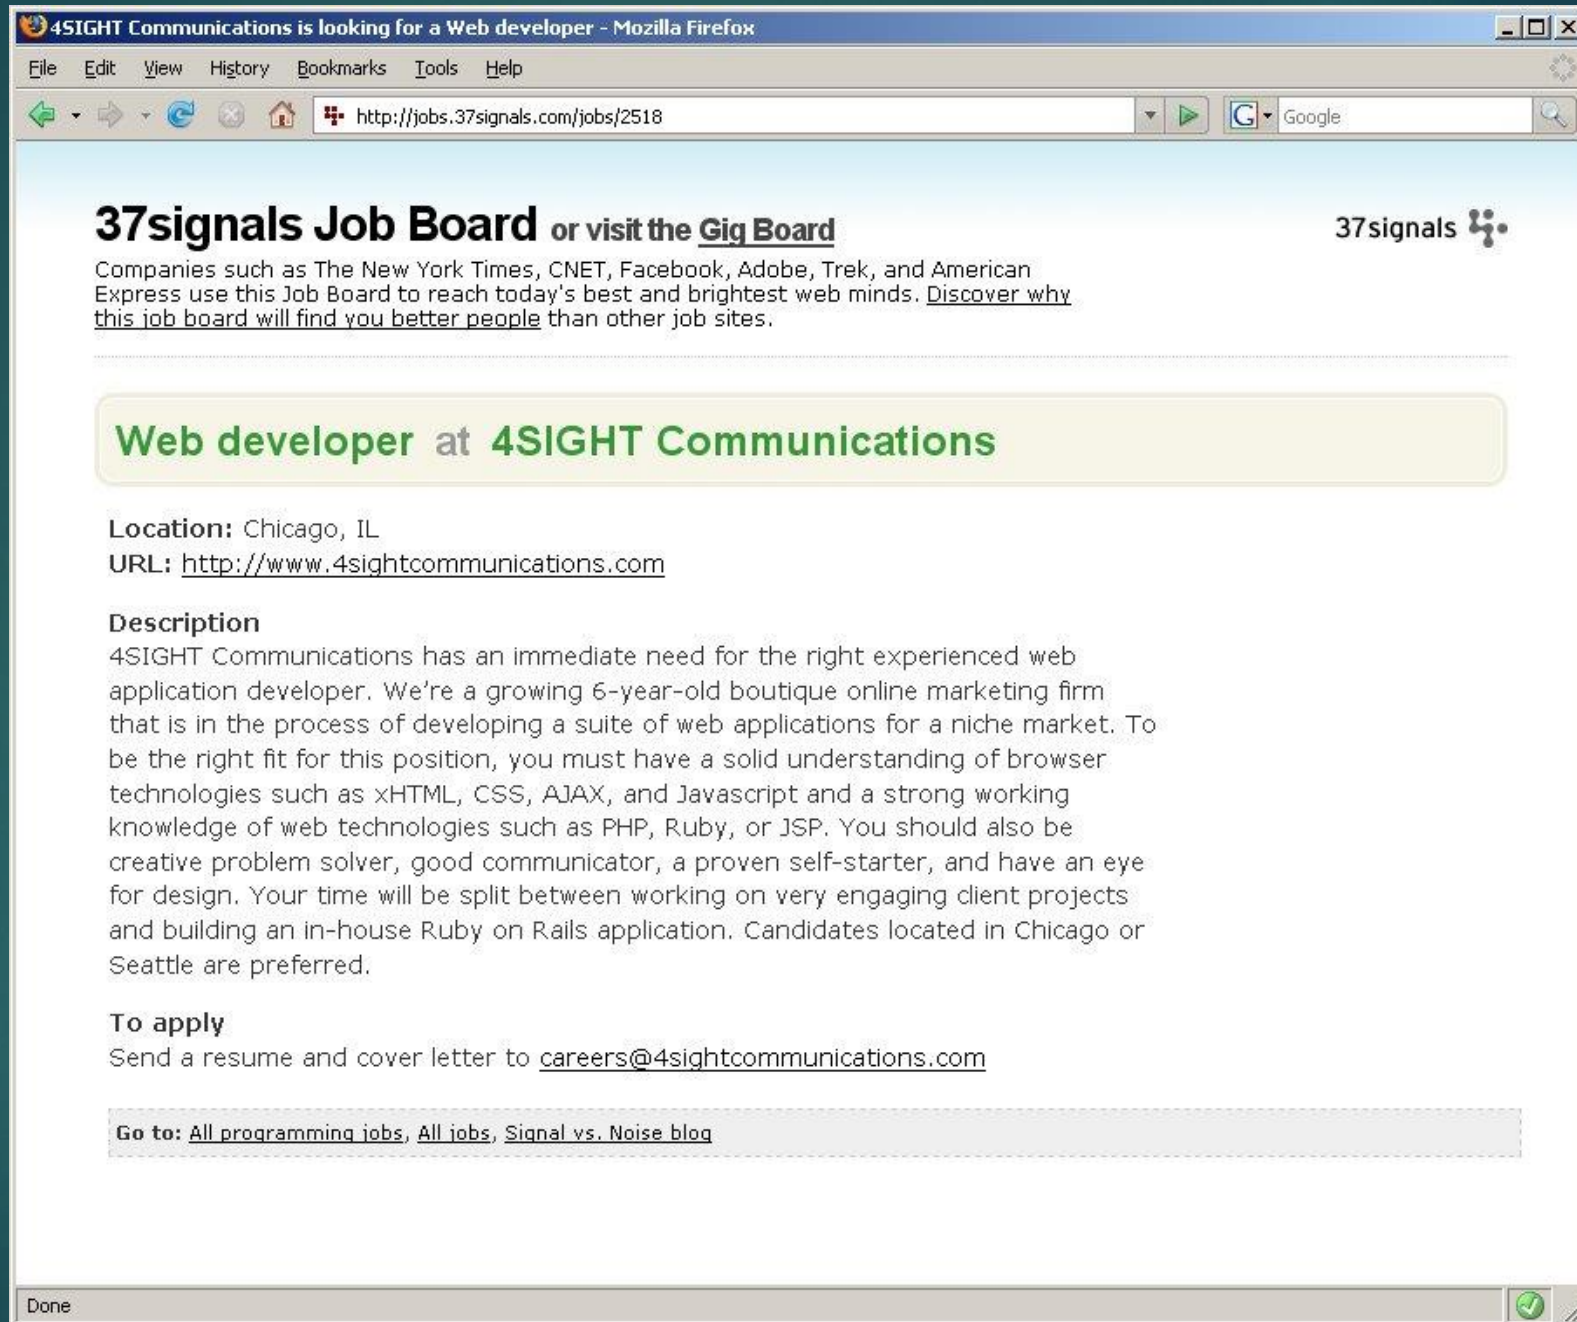 4SIGHT Communications is looking for a Web developer - Mozilla Firefox
File Edit View History Bookmarks Tools Help
http://jobs.37signals.com/jobs/2518
G Google
37signals Job Board or visit the Gig Board
37signals
Companies such as The New York Times, CNET, Facebook, Adobe, Trek, and American
Express use this Job Board to reach today's best and brightest web minds. Discover why
this job board will find you better people than other job sites.
Web developer at 4SIGHT Communications
Location: Chicago, IL
URL: http://www.4sightcommunications.com
Description
4SIGHT Communications has an immediate need for the right experienced web
application developer. We're a growing 6-year-old boutique online marketing firm
that is in the process of developing a suite of web applications for a niche market. To
be the right fit for this position, you must have a solid understanding of browser
technologies such as xHTML, CSS, AJAX, and Javascript and a strong working
knowledge of web technologies such as PHP, Ruby, or JSP. You should also be
creative problem solver, good communicator, a proven self-starter, and have an eye
for design. Your time will be split between working on very engaging client projects
and building an in-house Ruby on Rails application. Candidates located in Chicago or
Seattle are preferred.
To apply
Send a resume and cover letter to careers@4sightcommunications.com
Go to: All programming jobs, All jobs, Signal vs. Noise blog
Done